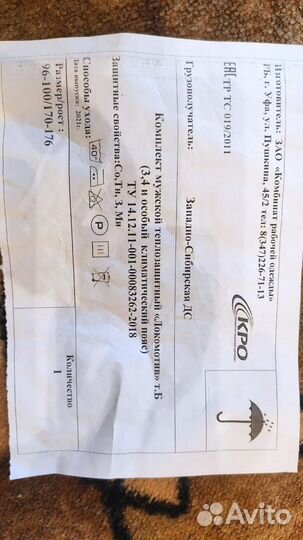 Изготовитель: ЗАО «Комбинат рабочей одежды»
РБ, г. Уфа, ул. Пушкина, 45/2 тел: 8(347)226-71-13
КРО
ЕАС ТР ТС 019/2011
Грузополучатель:
Западно-Сибирская ДС
Комплект мужской теплозащитный «Локомотив» т.Б
(3,4 и особый климатический пояс)
ТУ 14.12.11-001-00083262-2018
Защитные свойства:Со,Тн, З, Ми
Дата выпуска: 2021г.
Способы ухода:
40°
P
Размер/рост :
96-100/170-176
Количество
1
Avito